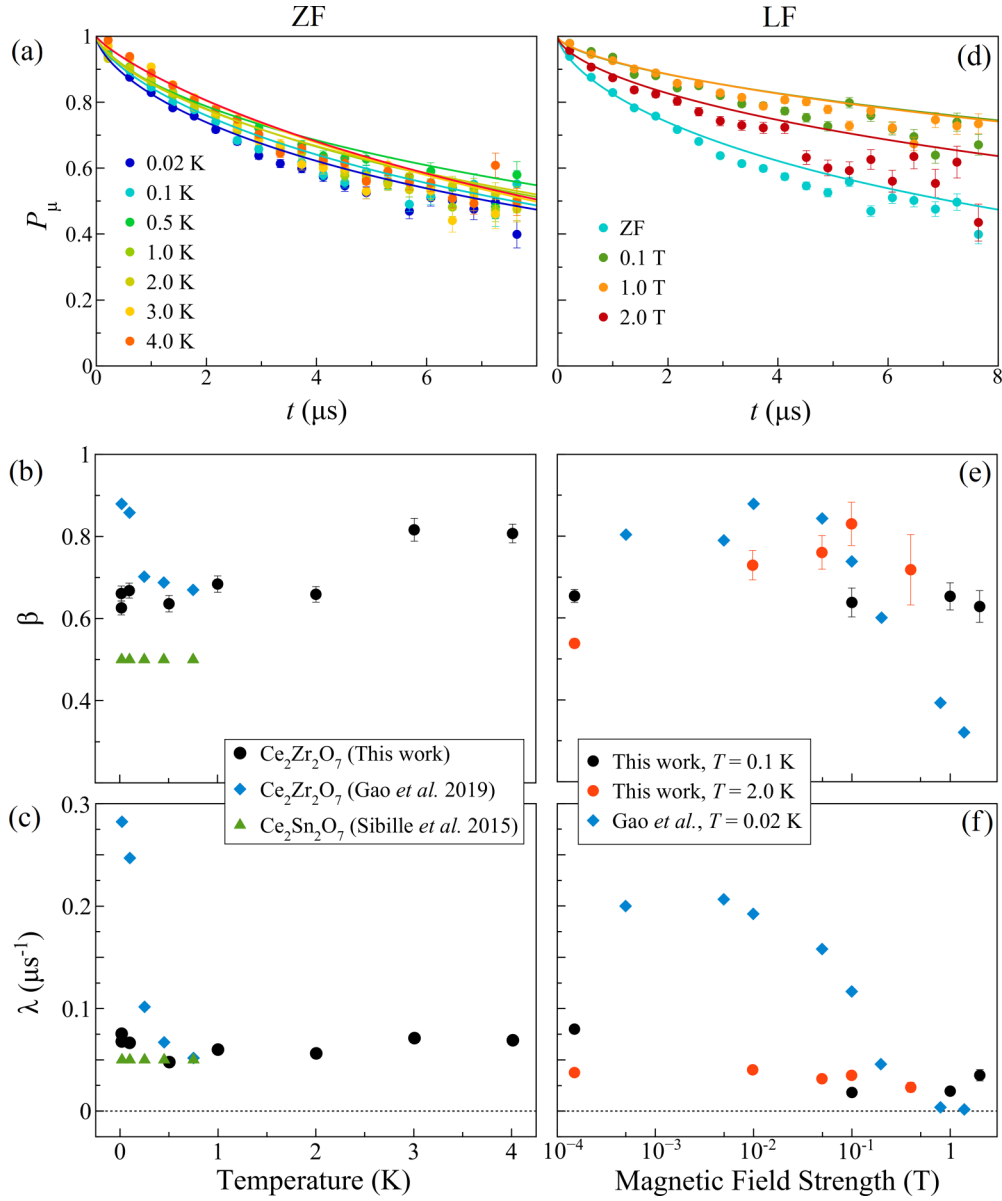 ZF
LF
(a)
1
0.8
0.6
0.4
0.2
0
P_μ
0.02 K
0.1 K
0.5 K
1.0 K
2.0 K
3.0 K
4.0 K
0 2 4 6
t (μs)
(d)
ZF
0.1 T
1.0 T
2.0 T
0 2 4 6 8
t (μs)
(b)
1
0.8
0.6
0.4
β
(e)
Ce₂Zr₂O₇ (This work)
Ce₂Zr₂O₇ (Gao et al. 2019)
Ce₂Sn₂O₇ (Sibille et al. 2015)
This work, T = 0.1 K
This work, T = 2.0 K
Gao et al., T = 0.02 K
(c)
0.3
0.2
0.1
0
λ (μs⁻¹)
0 1 2 3 4
Temperature (K)
(f)
10⁻⁴ 10⁻³ 10⁻² 10⁻¹ 1
Magnetic Field Strength (T)